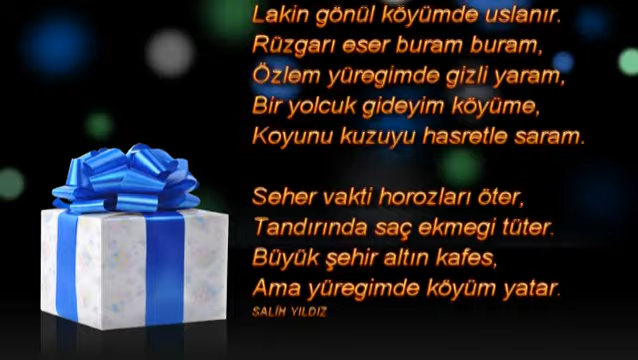 Lakin gönül köyümde uslanır.
Rüzgarı eser buram buram,
Özlem yüregimde gizli yaram,
Bir yolcuk gideyim köyüme,
Koyunu kuzuyu hasretle saram.
Seher vakti horozları öter,
Tandırında saç ekmegi tüter.
Büyük şehir altın kafes,
Ama yüregimde köyüm yatar.
SALİH YILDIZ